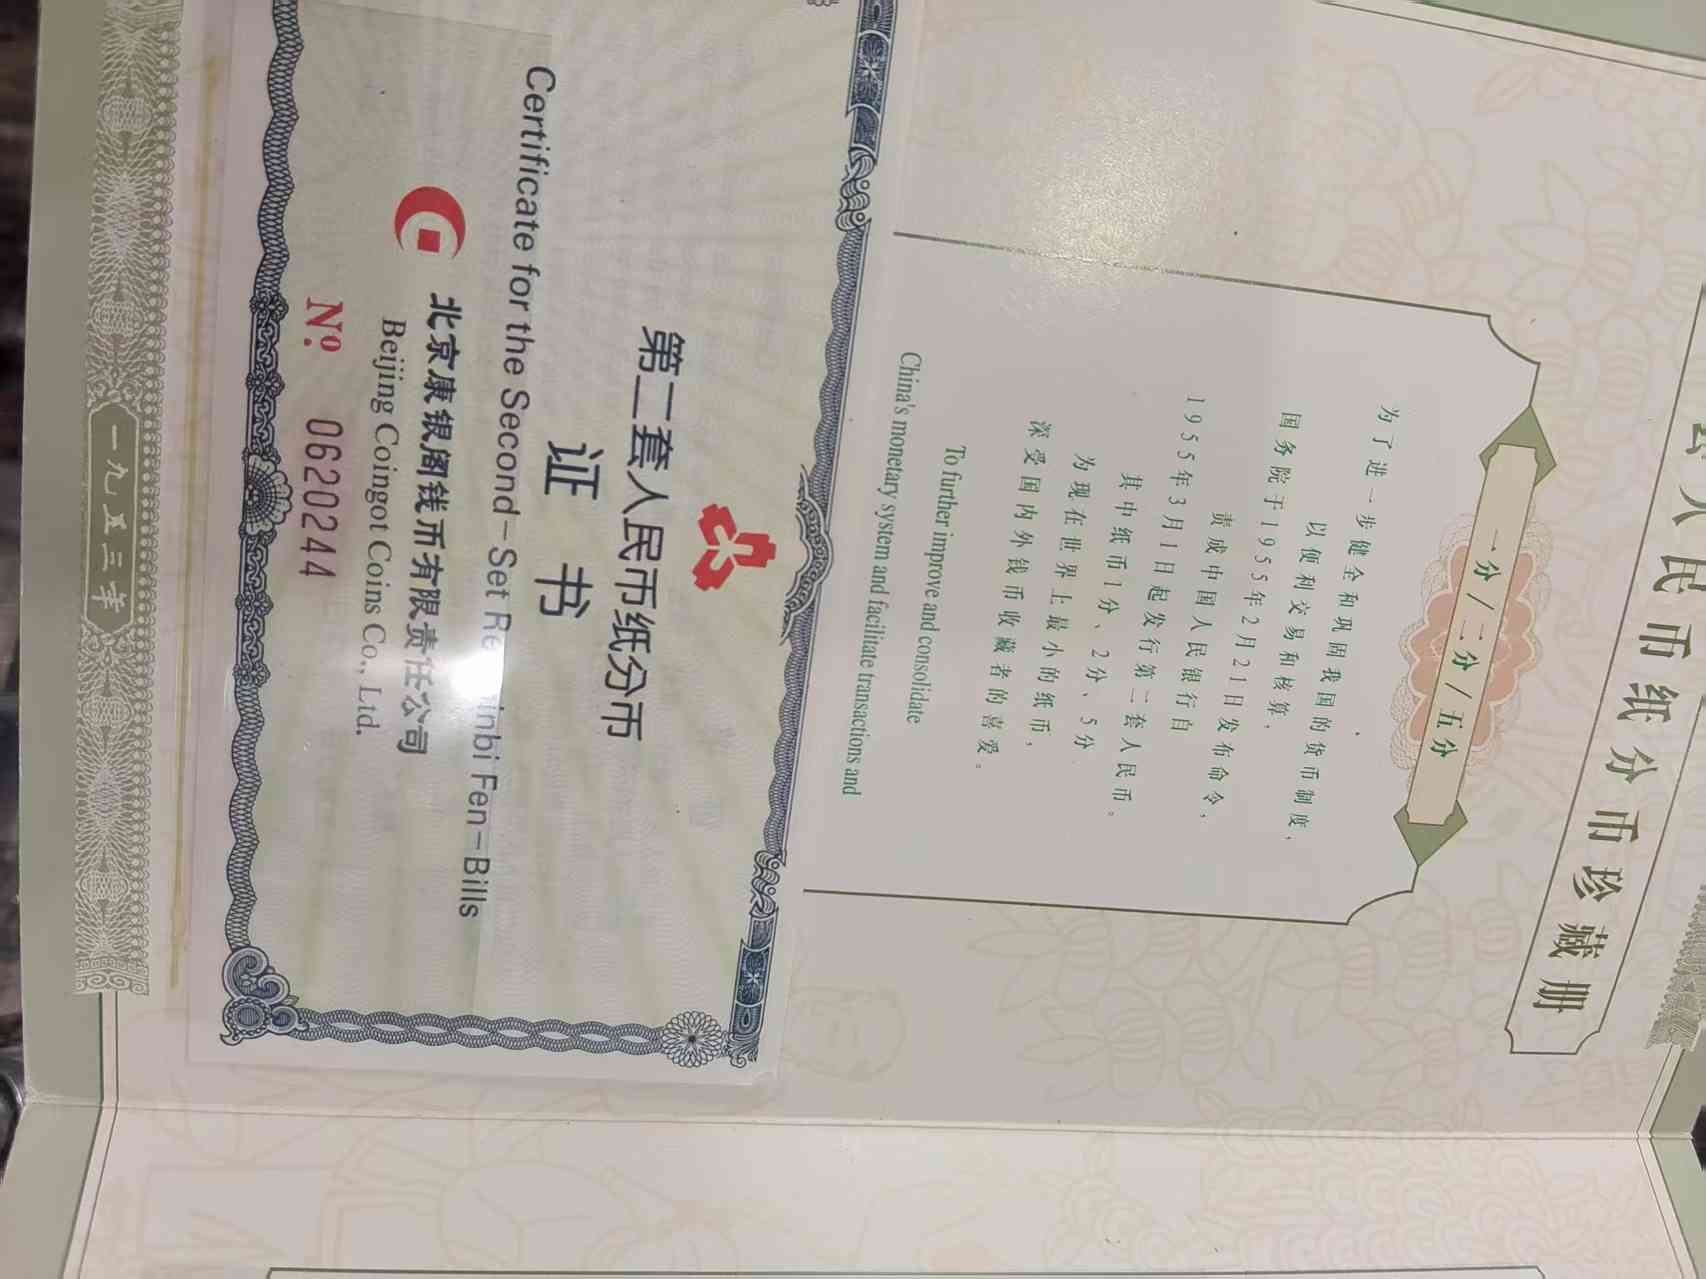 人民币纸分币珍藏册
一分/二分/五分
为了进一步健全和巩固我国的货币制度，
以便利交易和核算，
国务院于1955年2月21日发布命令，
责成中国人民银行自
1955年3月1日起发行第二套人民币。
其中纸币1分、2分、5分
为现在世界上最小的纸币，
深受国内外钱币收藏者的喜爱。
To further improve and consolidate
China's monetary system and facilitate transactions and
第二套人民币纸分币
证 书
Certificate for the Second-Set Re inbi Fen-Bills
北京康银阁钱币有限责任公司
Beijing Coingot Coins Co., Ltd.
Nº. 0620244
一九五三年